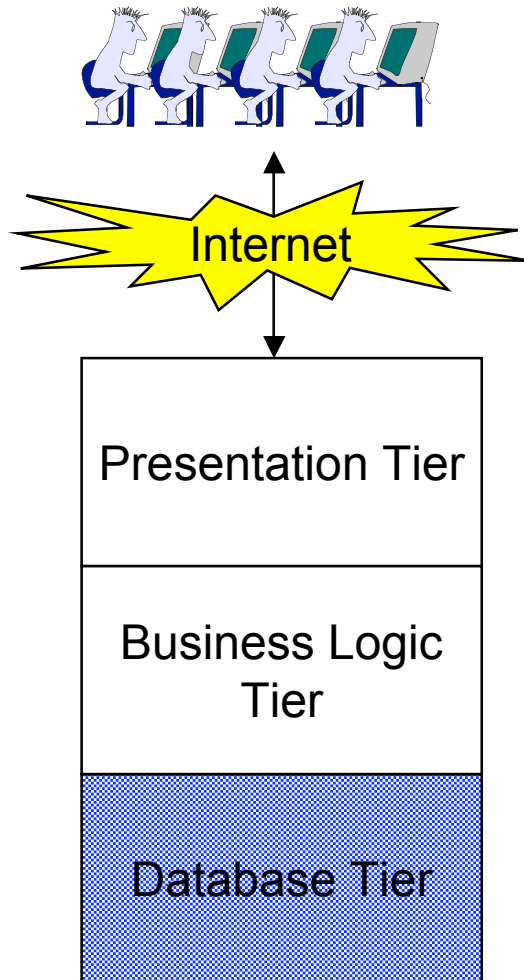 Internet
Presentation Tier
Business Logic
Tier
Database Tier